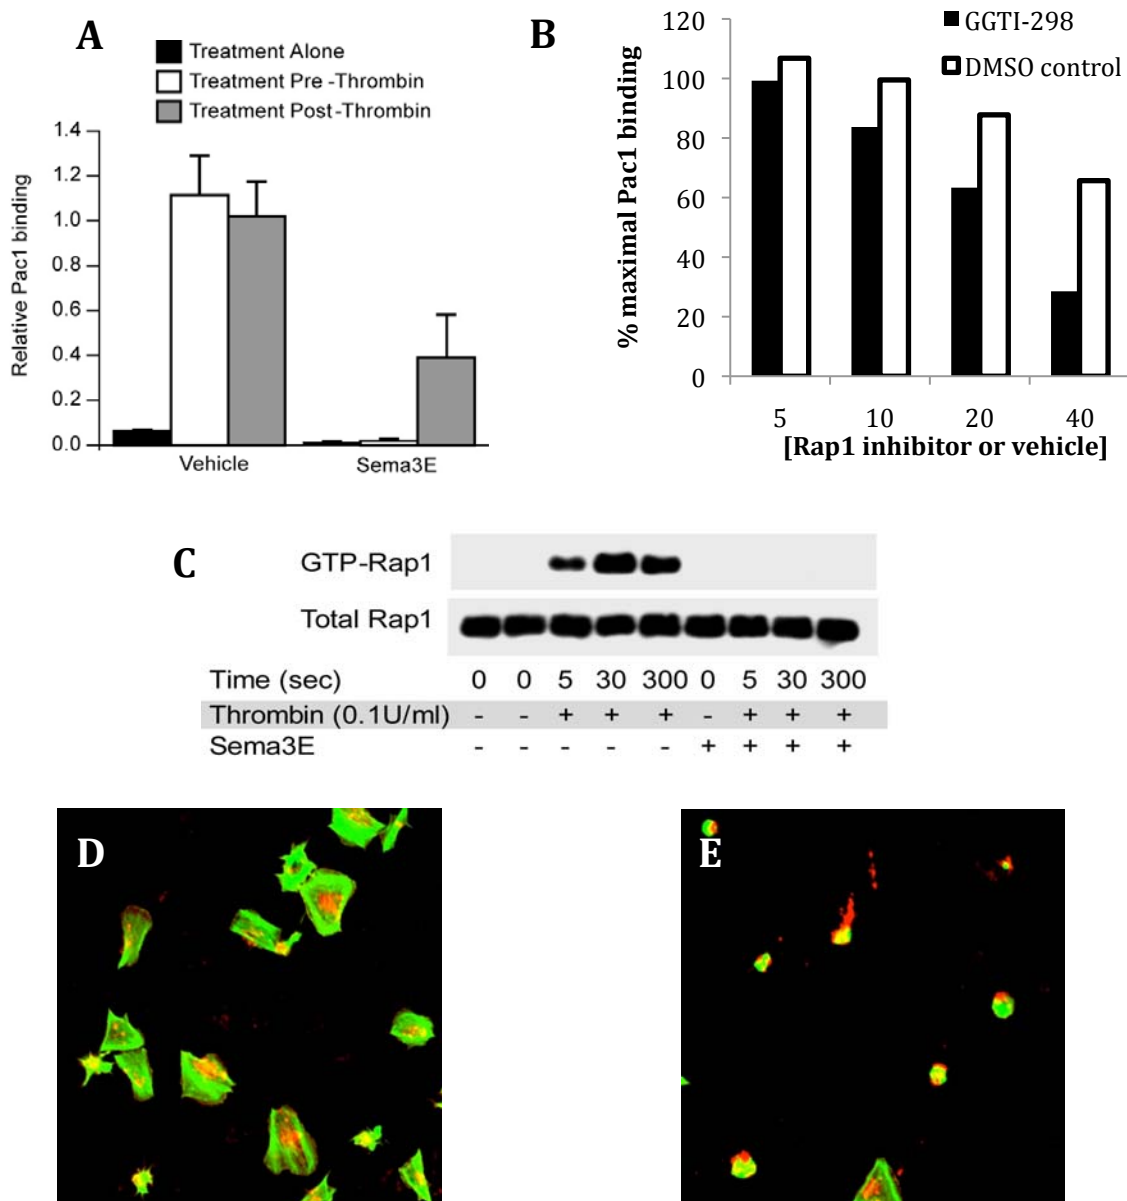 A
Treatment Alone
Treatment Pre -Thrombin
Treatment Post-Thrombin
Relative Pac1 binding
1.4
1.2
1.0
0.8
0.6
0.4
0.2
0.0
Vehicle Sema3E
B
GGTI-298
DMSO control
% maximal Pac1 binding
120
100
80
60
40
20
0
5 10 20 40
[Rap1 inhibitor or vehicle]
C
GTP-Rap1
Total Rap1
Time (sec) 0 0 5 30 300 0 5 30 300
Thrombin (0.1U/ml) - - + + + - + + +
Sema3E - - - - - + + + +
D
E